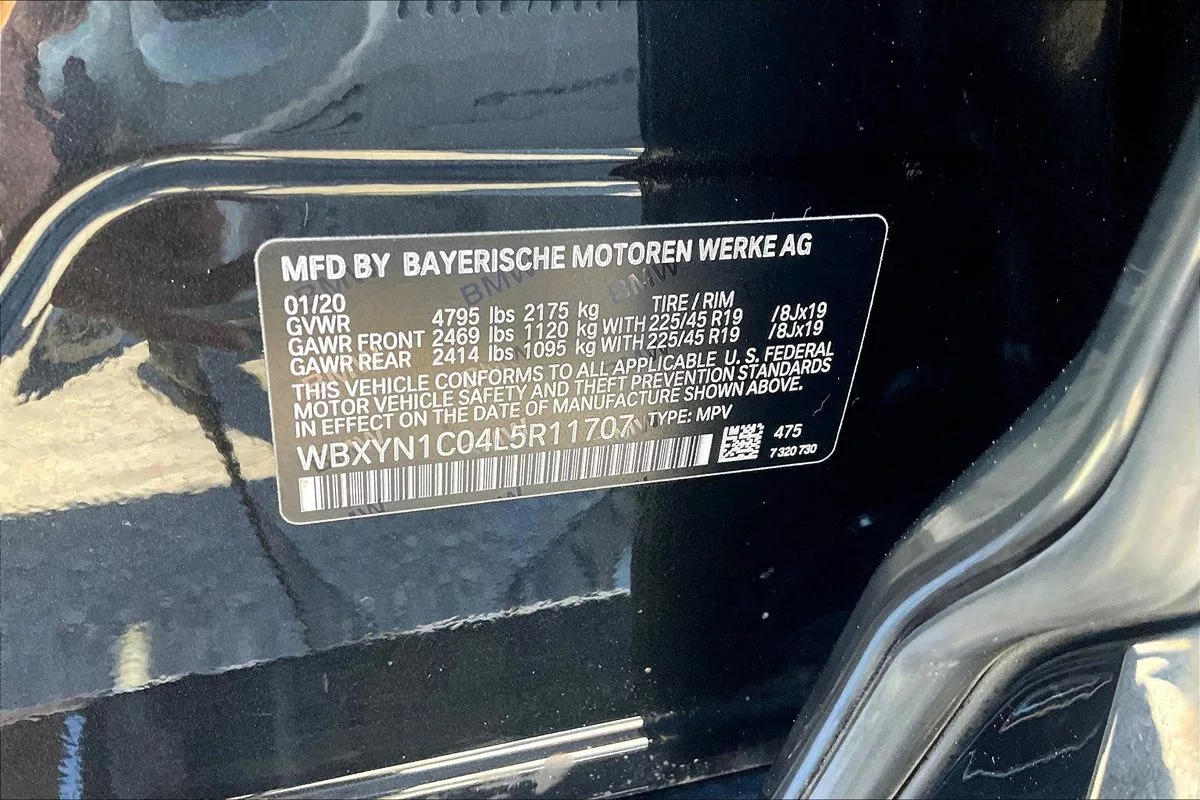 MFD BY BAYERISCHE MOTOREN WERKE AG
01/20 TIRE / RIM
GVWR 4795 lbs 2175 kg
GAWR FRONT 2469 lbs 1120 kg WITH 225/45 R19 /8Jx19
GAWR REAR 2414 lbs 1095 kg WITH 225/45 R19 /8Jx19
THIS VEHICLE CONFORMS TO ALL APPLICABLE U. S. FEDERAL
MOTOR VEHICLE SAFETY AND THEFT PREVENTION STANDARDS
IN EFFECT ON THE DATE OF MANUFACTURE SHOWN ABOVE.
WBXYN1C04L5R11707 TYPE: MPV
475
7 320 730